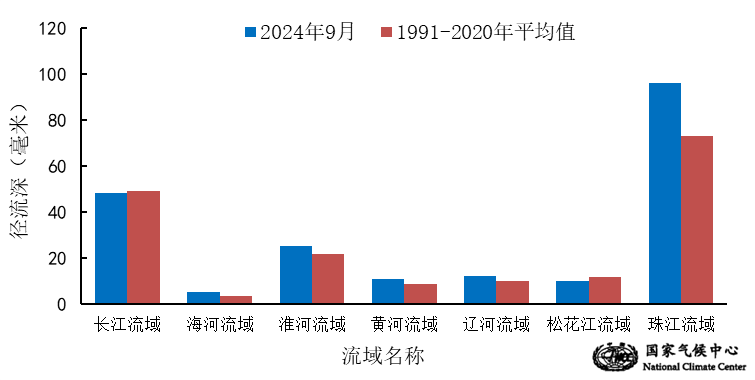 2024年9月 1991-2020年平均值
120
100
80
60
40
20
0
径流深（毫米）
长江流域 海河流域 淮河流域 黄河流域 辽河流域 松花江流域 珠江流域
流域名称
国家气候中心
National Climate Center